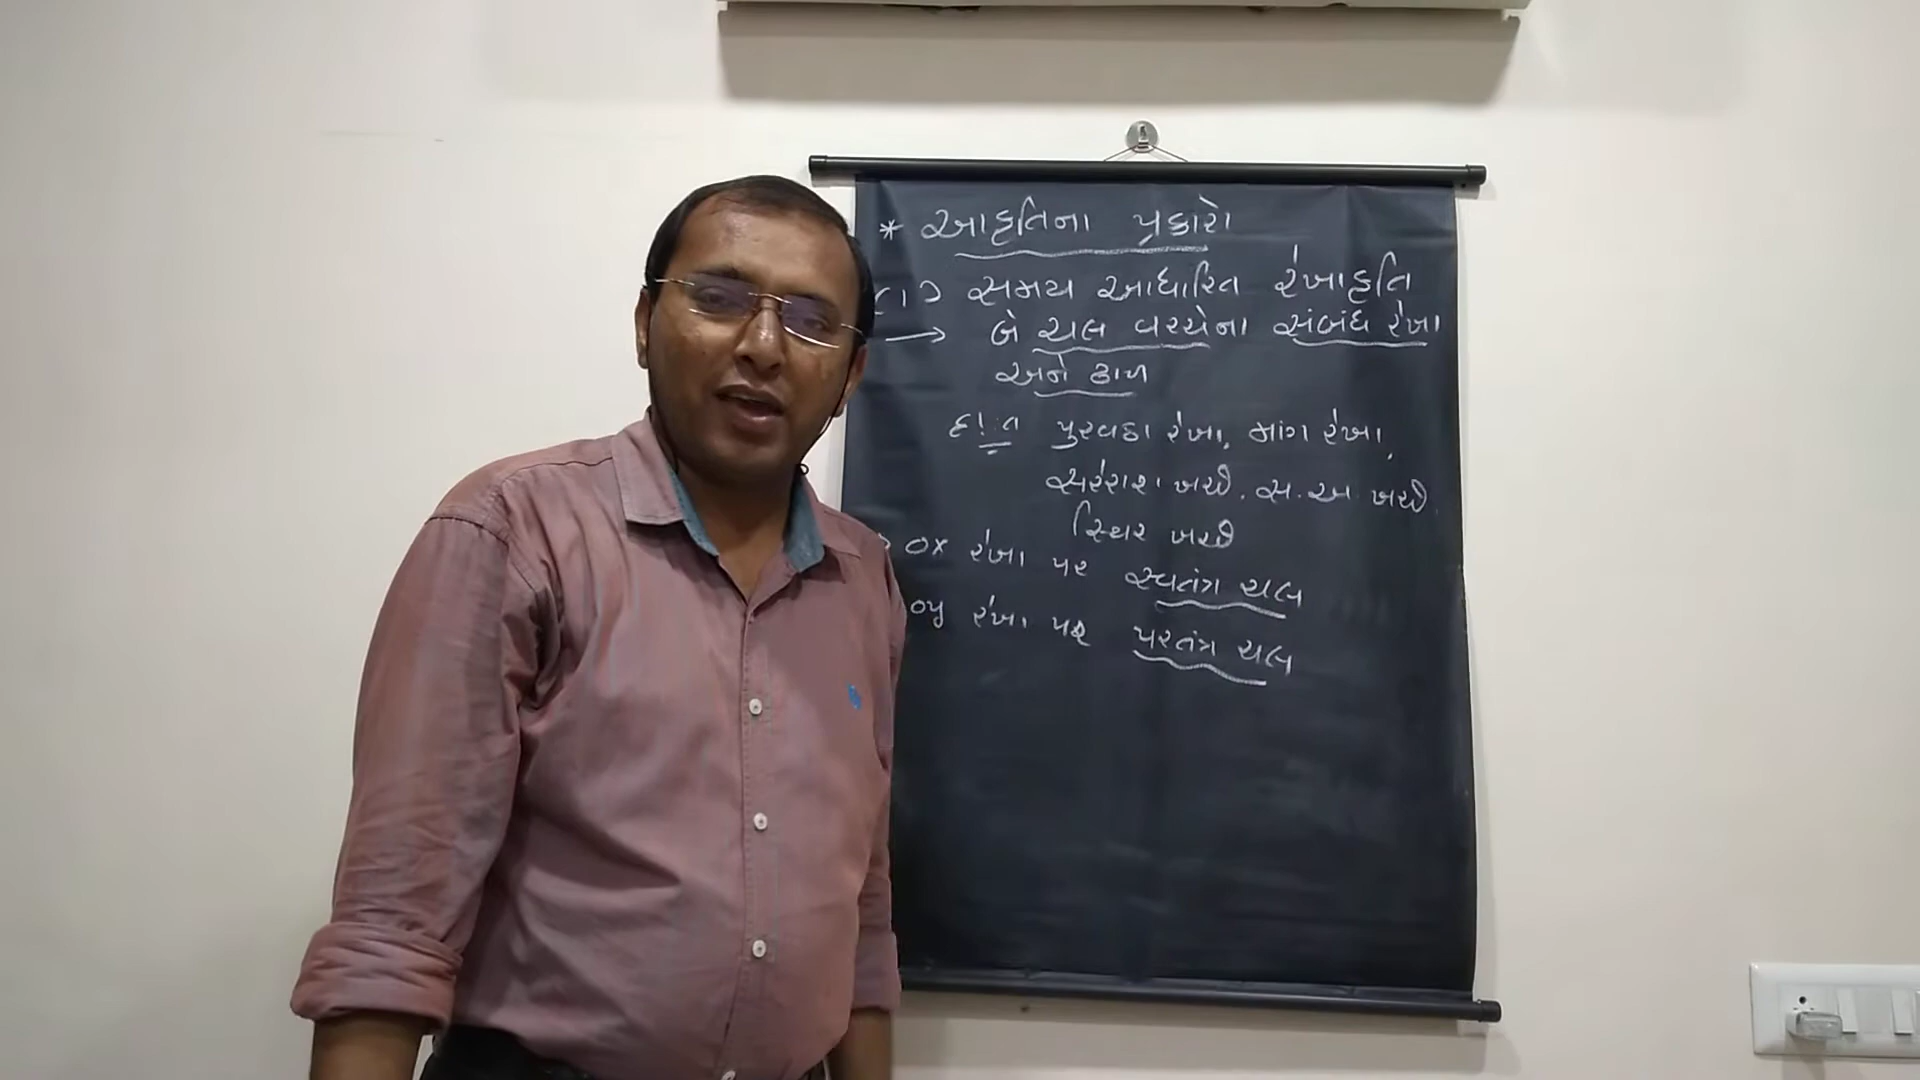 * આકૃતિના પ્રકારો
(1) સમય આધારિત રેખાકૃતિ
→ બે ચલ વચ્ચેના સંબંધ રેખા
અને ઢાળ
દા.ત પુરવઠા રેખા, માંગ રેખા,
સરેરાશ ખર્ચ, સ.અ ખર્ચ,
સ્થિર ખર્ચ
ox રેખા પર સ્વતંત્ર ચલ
oy રેખા પર પરતંત્ર ચલ